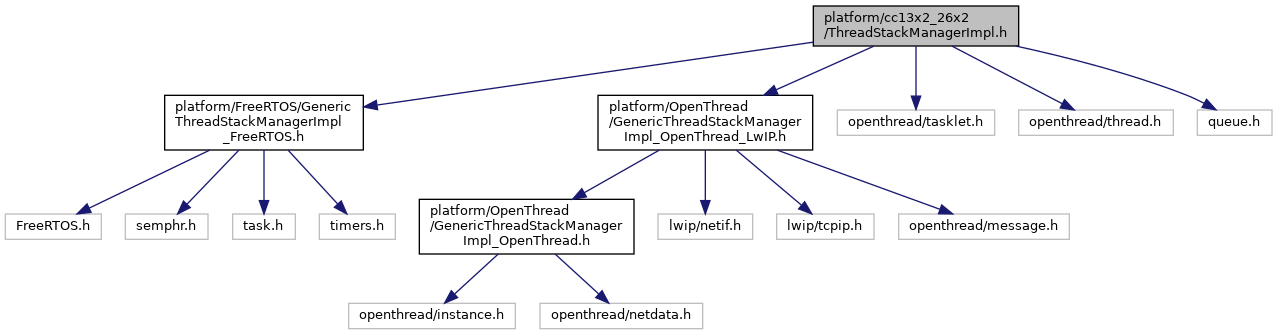 platform/cc13x2_26x2
/ThreadStackManagerImpl.h
platform/FreeRTOS/Generic
ThreadStackManagerImpl
_FreeRTOS.h
platform/OpenThread
/GenericThreadStackManager
Impl_OpenThread_LwIP.h
openthread/tasklet.h
openthread/thread.h
queue.h
FreeRTOS.h
semphr.h
task.h
timers.h
platform/OpenThread
/GenericThreadStackManager
Impl_OpenThread.h
lwip/netif.h
lwip/tcpip.h
openthread/message.h
openthread/instance.h
openthread/netdata.h